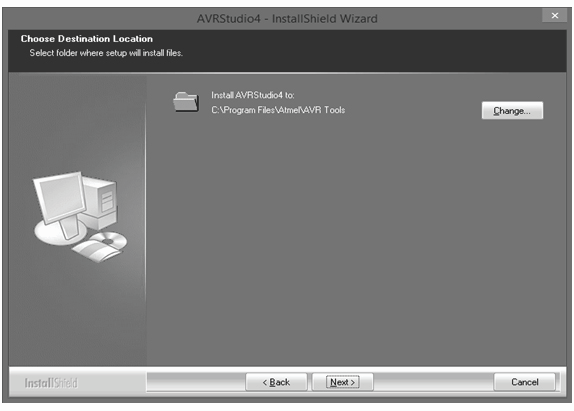 AVRStudio4 - InstallShield Wizard
Choose Destination Location
Select folder where setup will install files.
Install AVRStudio4 to:
C:\Program Files\Atmel\AVR Tools
Change...
InstallShield
< Back
Next >
Cancel